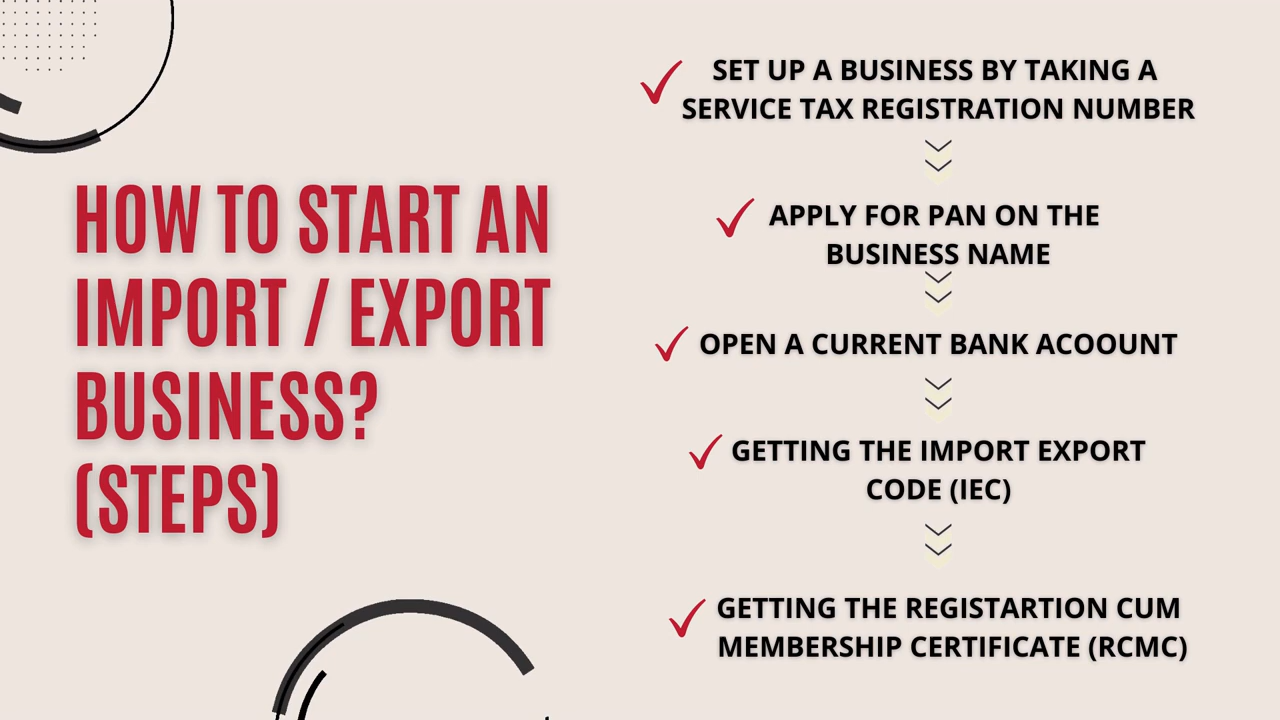 HOW TO START AN
IMPORT / EXPORT
BUSINESS?
(STEPS)
SET UP A BUSINESS BY TAKING A
SERVICE TAX REGISTRATION NUMBER
APPLY FOR PAN ON THE
BUSINESS NAME
OPEN A CURRENT BANK ACOOUNT
GETTING THE IMPORT EXPORT
CODE (IEC)
GETTING THE REGISTARTION CUM
MEMBERSHIP CERTIFICATE (RCMC)